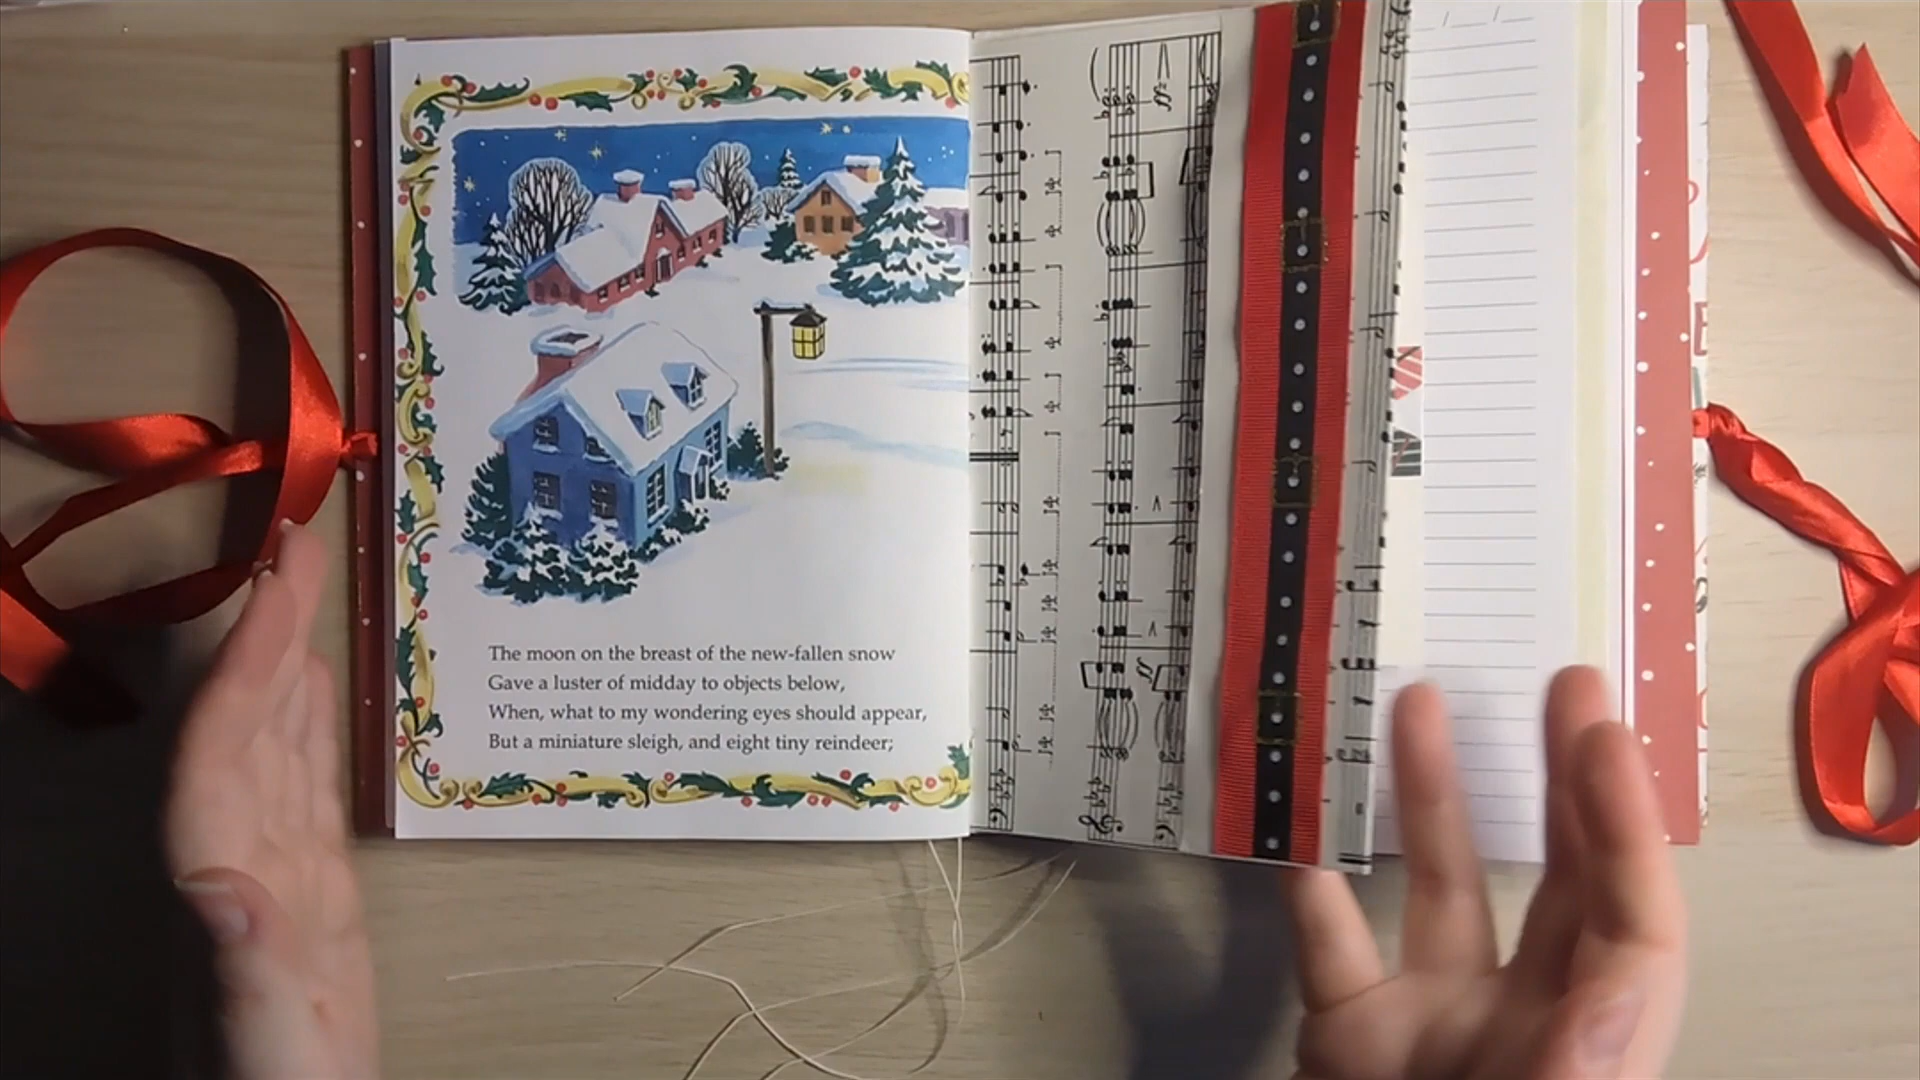 The moon on the breast of the new-fallen snow
Gave a luster of midday to objects below,
When, what to my wondering eyes should appear,
But a miniature sleigh, and eight tiny reindeer;